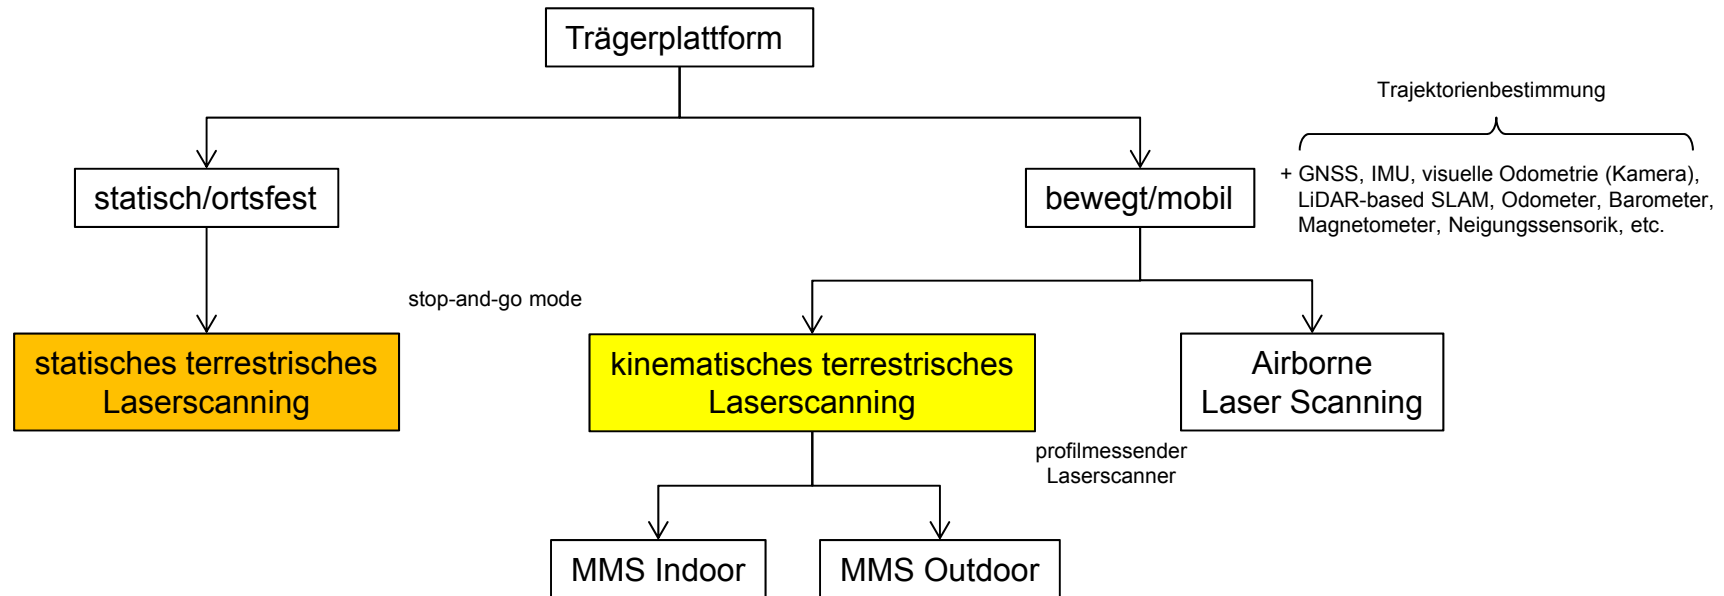 Trägerplattform
Trajektorienbestimmung
statisch/ortsfest
bewegt/mobil
+ GNSS, IMU, visuelle Odometrie (Kamera),
LiDAR-based SLAM, Odometer, Barometer,
Magnetometer, Neigungssensorik, etc.
stop-and-go mode
statisches terrestrisches
Laserscanning
kinematisches terrestrisches
Laserscanning
Airborne
Laser Scanning
profilmessender
Laserscanner
MMS Indoor
MMS Outdoor